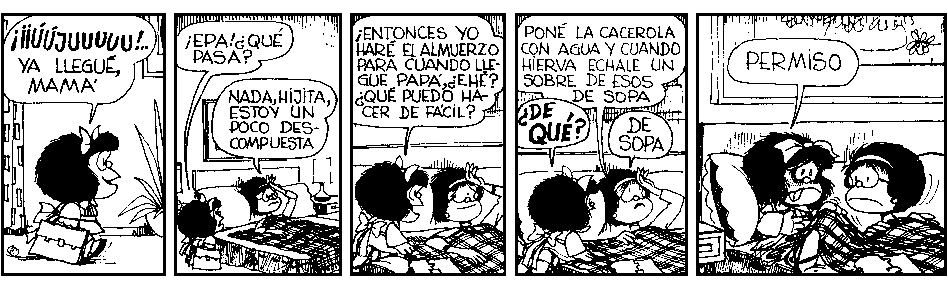 ¡HÚÚJUUUUU!..
YA LLEGUÉ,
MAMÁ
¡EPA!¿QUÉ
PASA?
NADA, HIJITA,
ESTOY UN
POCO DES-
COMPUESTA
¡ENTONCES YO
HARÉ EL ALMUERZO
PARA CUANDO LLE-
GUE PAPÁ, ¿EHÉ?
¿QUÉ PUEDO HA-
CER DE FÁCIL?
PONÉ LA CACEROLA
CON AGUA Y CUANDO
HIERVA ECHALE UN
SOBRE DE ESOS
DE SOPA
¿DE
QUÉ?
DE
SOPA
PERMISO